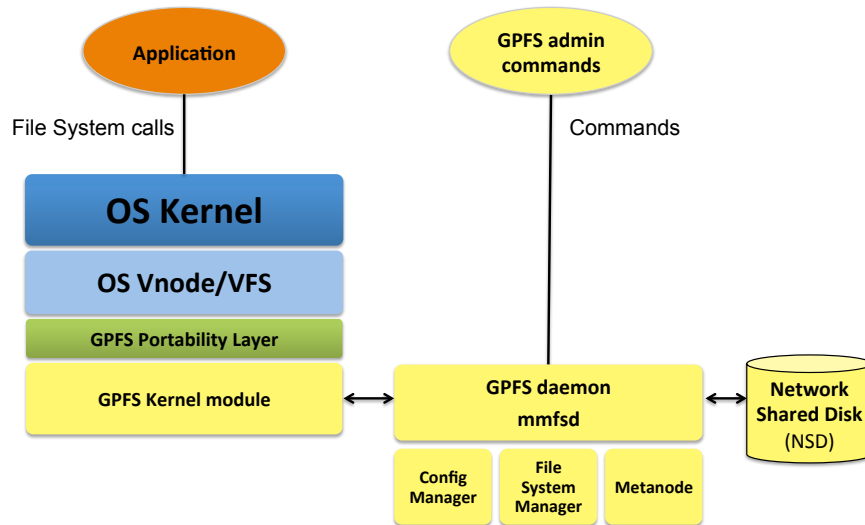 Application
GPFS admin
commands
File System calls
Commands
OS Kernel
OS Vnode/VFS
GPFS Portability Layer
GPFS Kernel module
GPFS daemon
mmfsd
Network
Shared Disk
(NSD)
Config
Manager
File
System
Manager
Metanode